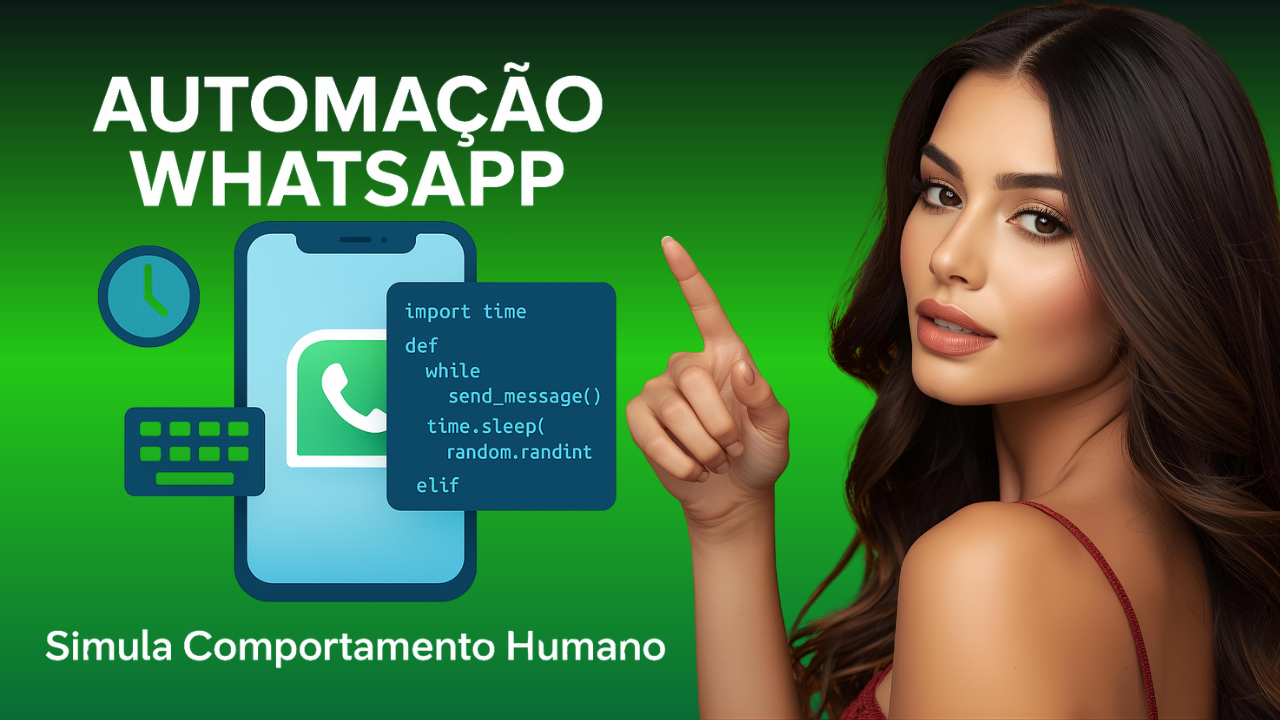 AUTOMAÇÃO
WHATSAPP
import time
def
while
send_message()
time.sleep(
random.randint
elif
Simula Comportamento Humano